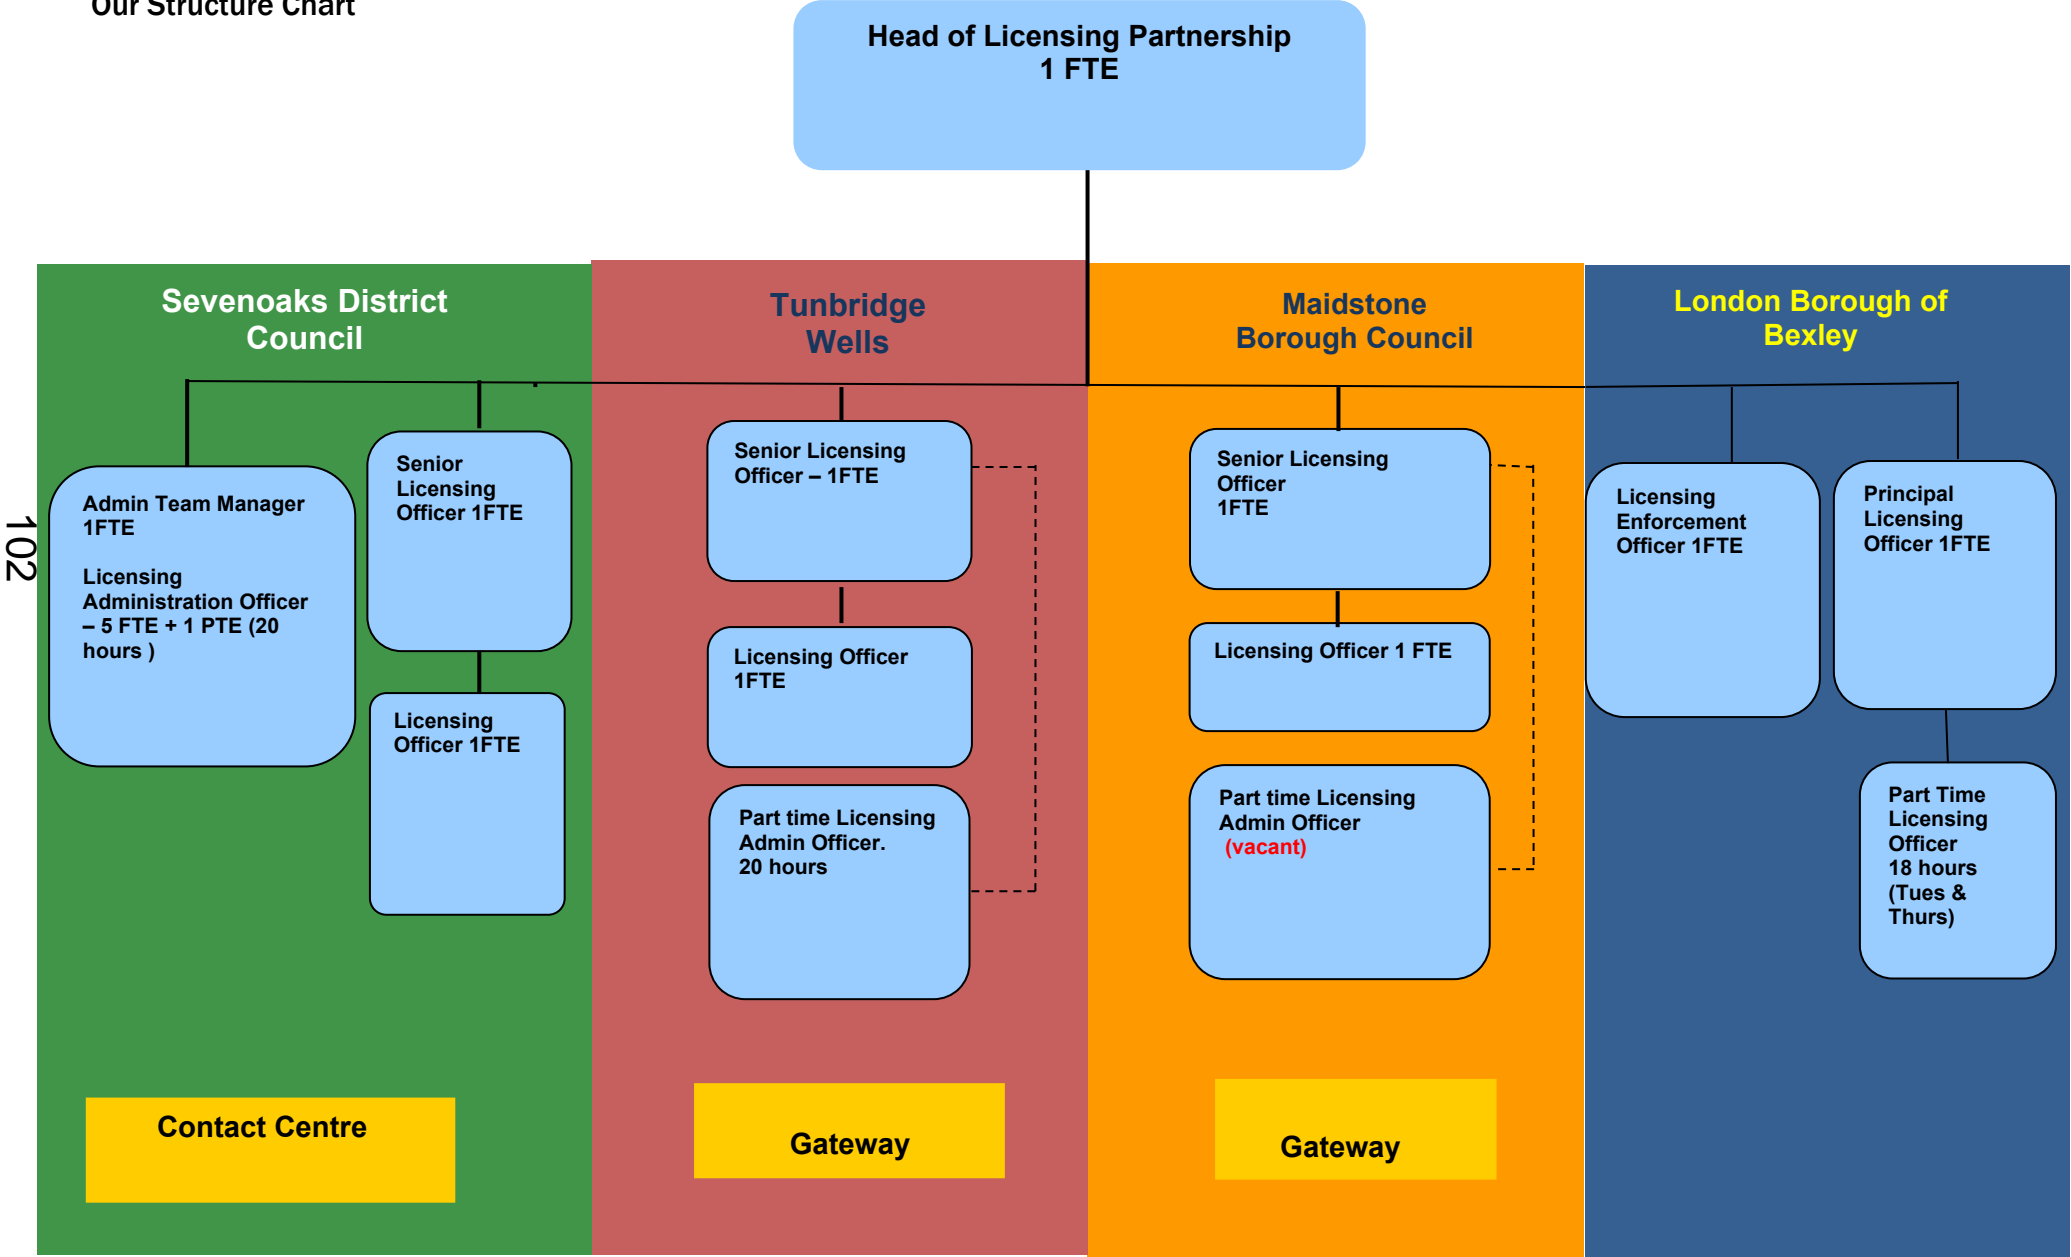 Our Structure Chart
Head of Licensing Partnership
1 FTE
Sevenoaks District
Council
Admin Team Manager
1FTE
Licensing
Administration Officer
– 5 FTE + 1 PTE (20
hours )
Senior
Licensing
Officer 1FTE
Licensing
Officer 1FTE
Contact Centre
Tunbridge
Wells
Senior Licensing
Officer – 1FTE
Licensing Officer
1FTE
Part time Licensing
Admin Officer.
20 hours
Gateway
Maidstone
Borough Council
Senior Licensing
Officer
1FTE
Licensing Officer 1 FTE
Part time Licensing
Admin Officer
(vacant)
Gateway
London Borough of
Bexley
Licensing
Enforcement
Officer 1FTE
Principal
Licensing
Officer 1FTE
Part Time
Licensing
Officer
18 hours
(Tues &
Thurs)
102